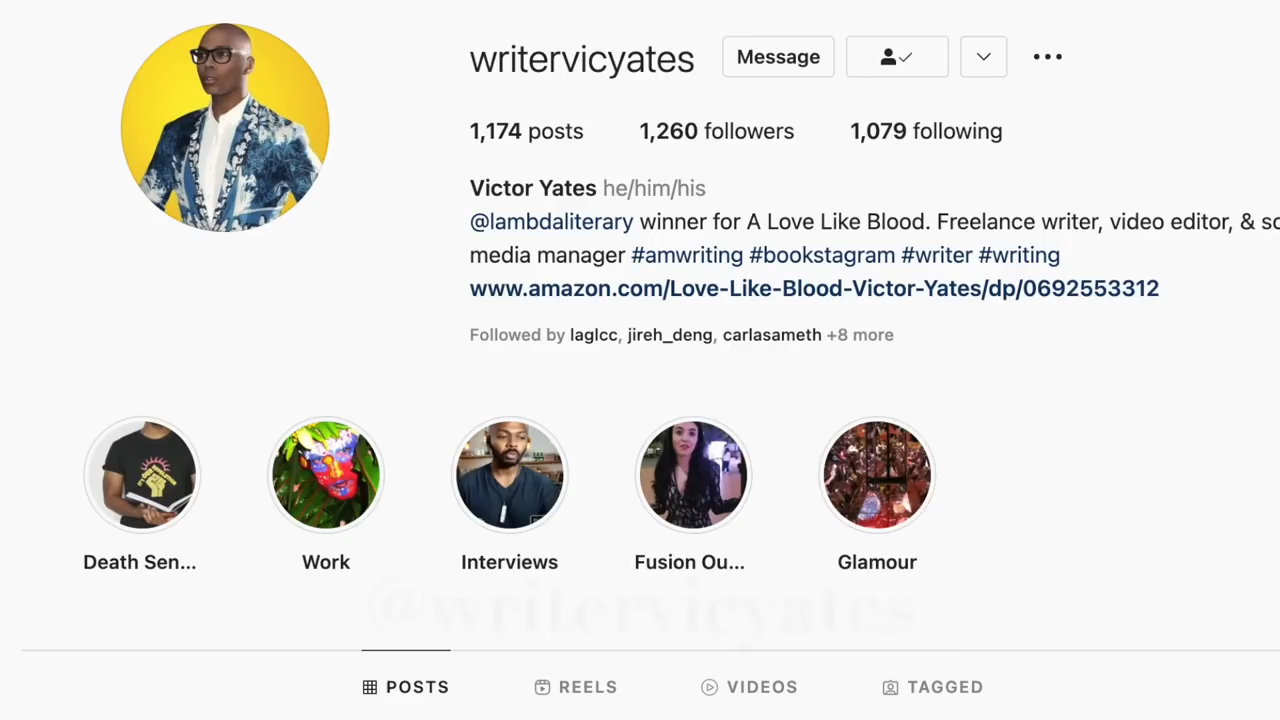 writervicyates Message
1,174 posts 1,260 followers 1,079 following
Victor Yates he/him/his
@lambdaliterary winner for A Love Like Blood. Freelance writer, video editor, &
media manager #amwriting #bookstagram #writer #writing
www.amazon.com/Love-Like-Blood-Victor-Yates/dp/0692553312
Followed by laglcc, jireh_deng, carlasameth +8 more
Death Sen... Work Interviews Fusion Ou... Glamour
@writervicyates
POSTS REELS VIDEOS TAGGED